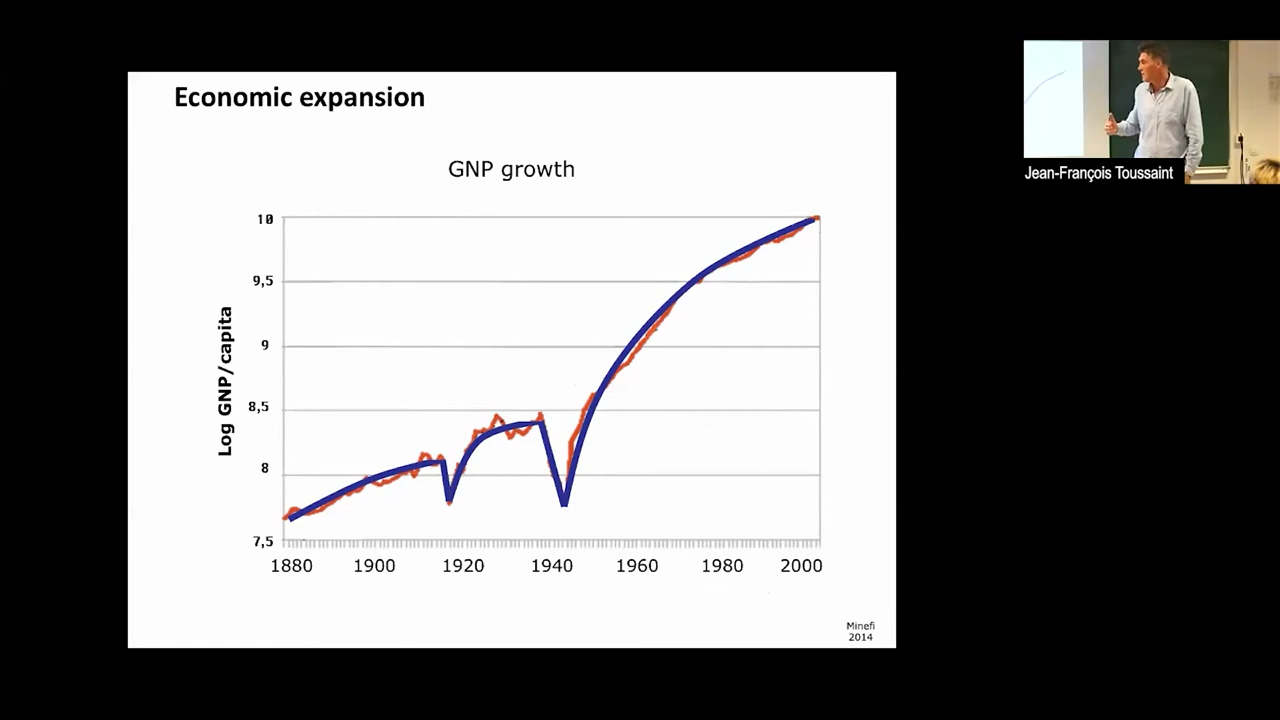 Economic expansion
GNP growth
Log GNP/capita
10
9,5
9
8,5
8
7,5
1880 1900 1920 1940 1960 1980 2000
Minefi
2014
Jean-François Toussaint